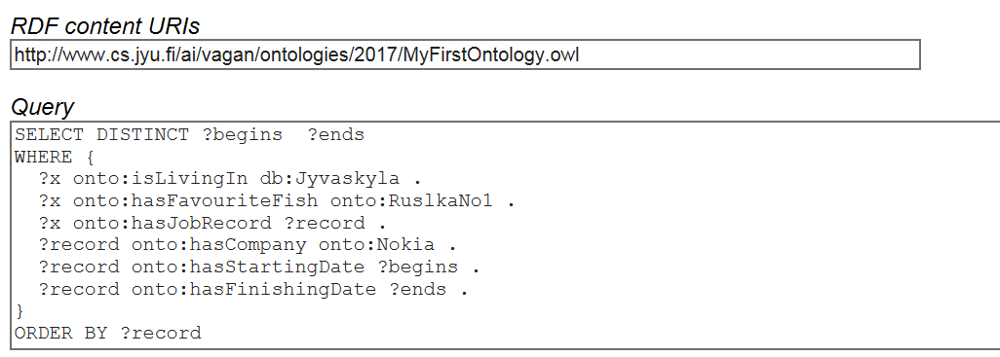 RDF content URIs
http://www.cs.jyu.fi/ai/vagan/ontologies/2017/MyFirstOntology.owl
Query
SELECT DISTINCT ?begins  ?ends
WHERE {
  ?x onto:isLivingIn db:Jyvaskyla .
  ?x onto:hasFavouriteFish onto:RuslkaNo1 .
  ?x onto:hasJobRecord ?record .
  ?record onto:hasCompany onto:Nokia .
  ?record onto:hasStartingDate ?begins .
  ?record onto:hasFinishingDate ?ends .
}
ORDER BY ?record